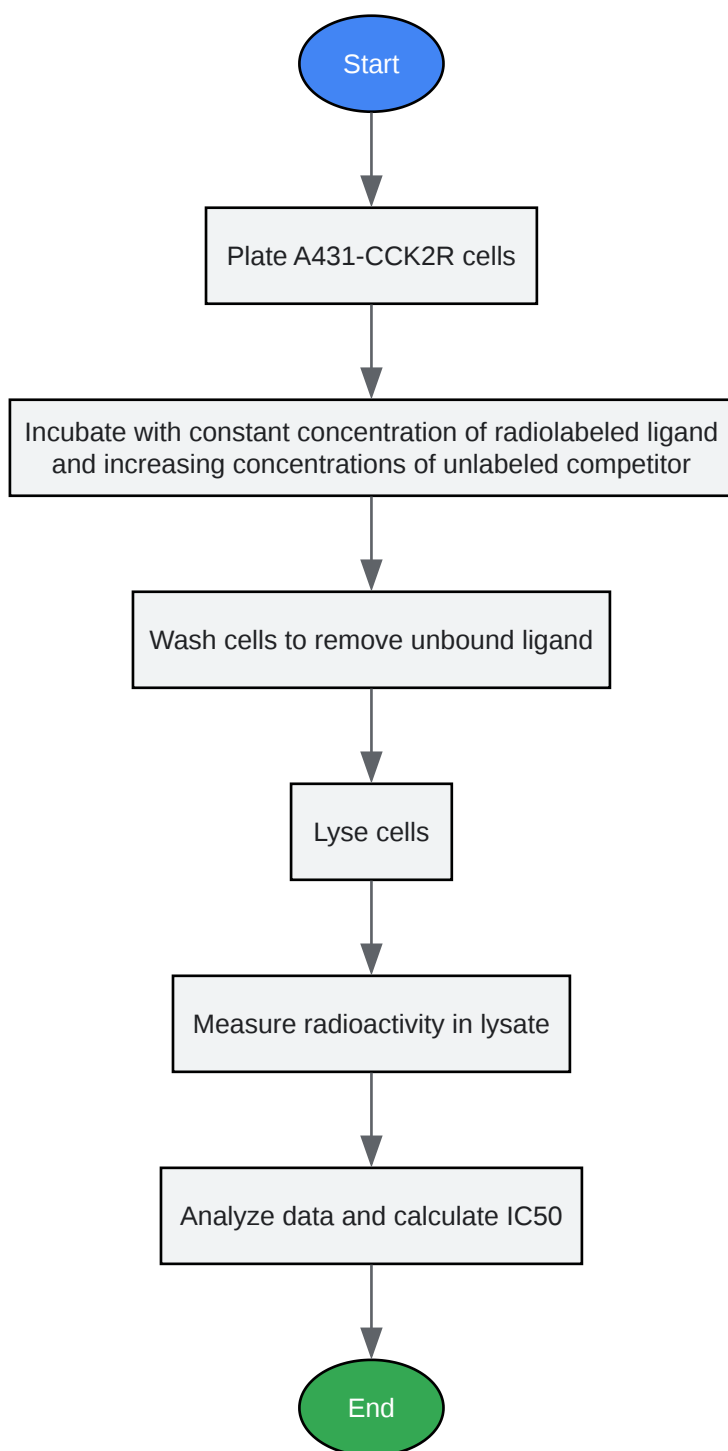 Start
Plate A431-CCK2R cells
Incubate with constant concentration of radiolabeled ligand
and increasing concentrations of unlabeled competitor
Wash cells to remove unbound ligand
Lyse cells
Measure radioactivity in lysate
Analyze data and calculate IC50
End